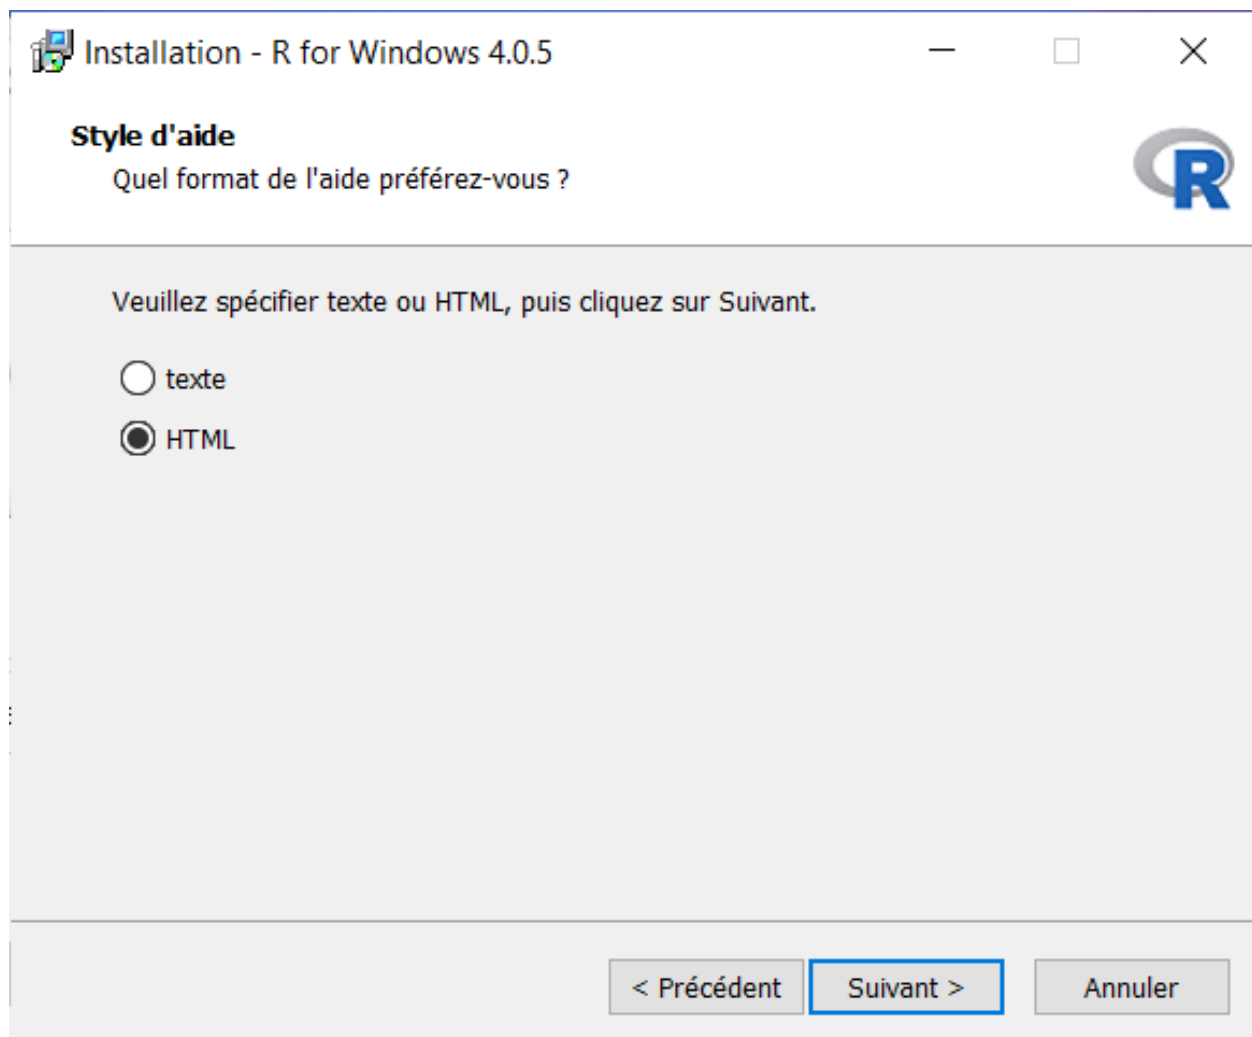 Installation - R for Windows 4.0.5
Style d'aide
Quel format de l'aide préférez-vous ?
R
Veuillez spécifier texte ou HTML, puis cliquez sur Suivant.
texte
HTML
< Précédent
Suivant >
Annuler